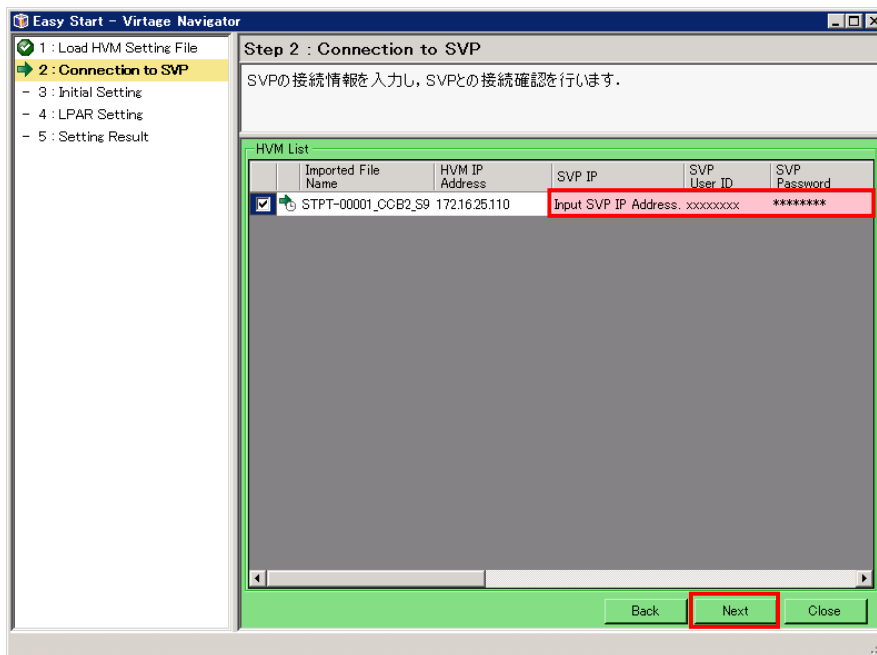 Easy Start - Virtage Navigator
1 : Load HVM Setting File
2 : Connection to SVP
- 3 : Initial Setting
- 4 : LPAR Setting
- 5 : Setting Result
Step 2 : Connection to SVP
SVPの接続情報を入力し，SVPとの接続確認を行います．
HVM List
Imported File Name
HVM IP Address
SVP IP
SVP User ID
SVP Password
STPT-00001_CCB2_S9 172.16.25.110 Input SVP IP Address. xxxxxxxx ********
Back Next Close